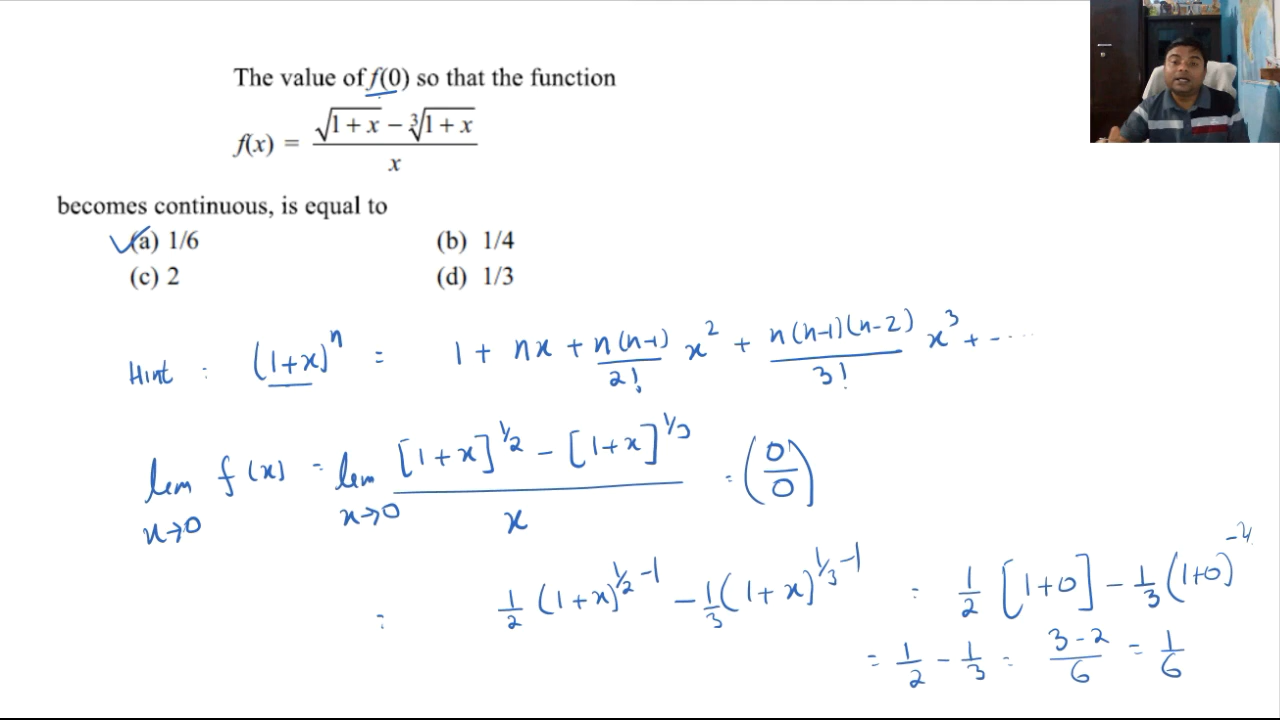 The value of f(0) so that the function
f(x) = (√(1+x) − ∛(1+x)) / x
becomes continuous, is equal to
(a) 1/6 (b) 1/4
(c) 2 (d) 1/3
Hint : (1+x)^n = 1 + nx + n(n-1)/2! x^2 + n(n-1)(n-2)/3! x^3 + - ....
lim x→0 f(x) = lim x→0 ([1+x]^1/2 - [1+x]^1/3) / x = (0/0)
= 1/2 (1+x)^(1/2 -1) - 1/3 (1+x)^(1/3 -1) = 1/2 [1+0] - 1/3 (1+0)
= 1/2 - 1/3 = (3-2)/6 = 1/6